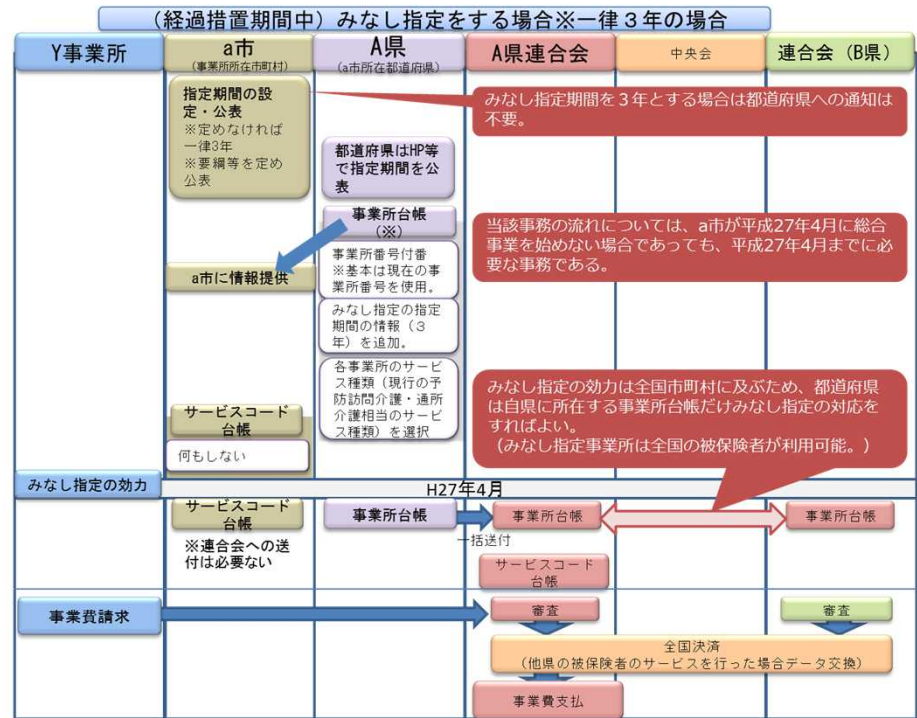 （経過措置期間中）みなし指定をする場合※一律３年の場合
Y事業所
a市
（事業所所在市町村）
A県
（a市所在都道府県）
A県連合会
中央会
連合会（B県）
指定期間の設
定・公表
※定めなければ
一律3年
※要綱等を定め
公表
みなし指定期間を３年とする場合は都道府県への通知は
不要。
都道府県はHP等
で指定期間を公
表
事業所台帳
（※）
当該事務の流れについては、a市が平成27年4月に総合
事業を始めない場合であっても、平成27年4月までに必
要な事務である。
事業所番号付番
※基本は現在の事
業所番号を使用。
a市に情報提供
みなし指定の指定
期間の情報（３
年）を追加。
各事業所のサービ
ス種類（現行の予
防訪問介護・通所
介護相当のサービ
ス種類）を選択
みなし指定の効力は全国市町村に及ぶため、都道府県
は自県に所在する事業所台帳だけみなし指定の対応を
すればよい。
（みなし指定事業所は全国の被保険者が利用可能。）
サービスコード
台帳
何もしない
みなし指定の効力
H27年4月
サービスコード
台帳
事業所台帳
事業所台帳
事業所台帳
一括送付
※連合会への送
付は必要ない
サービスコード
台帳
事業費請求
審査
審査
全国決済
（他県の被保険者のサービスを行った場合データ交換）
事業費支払